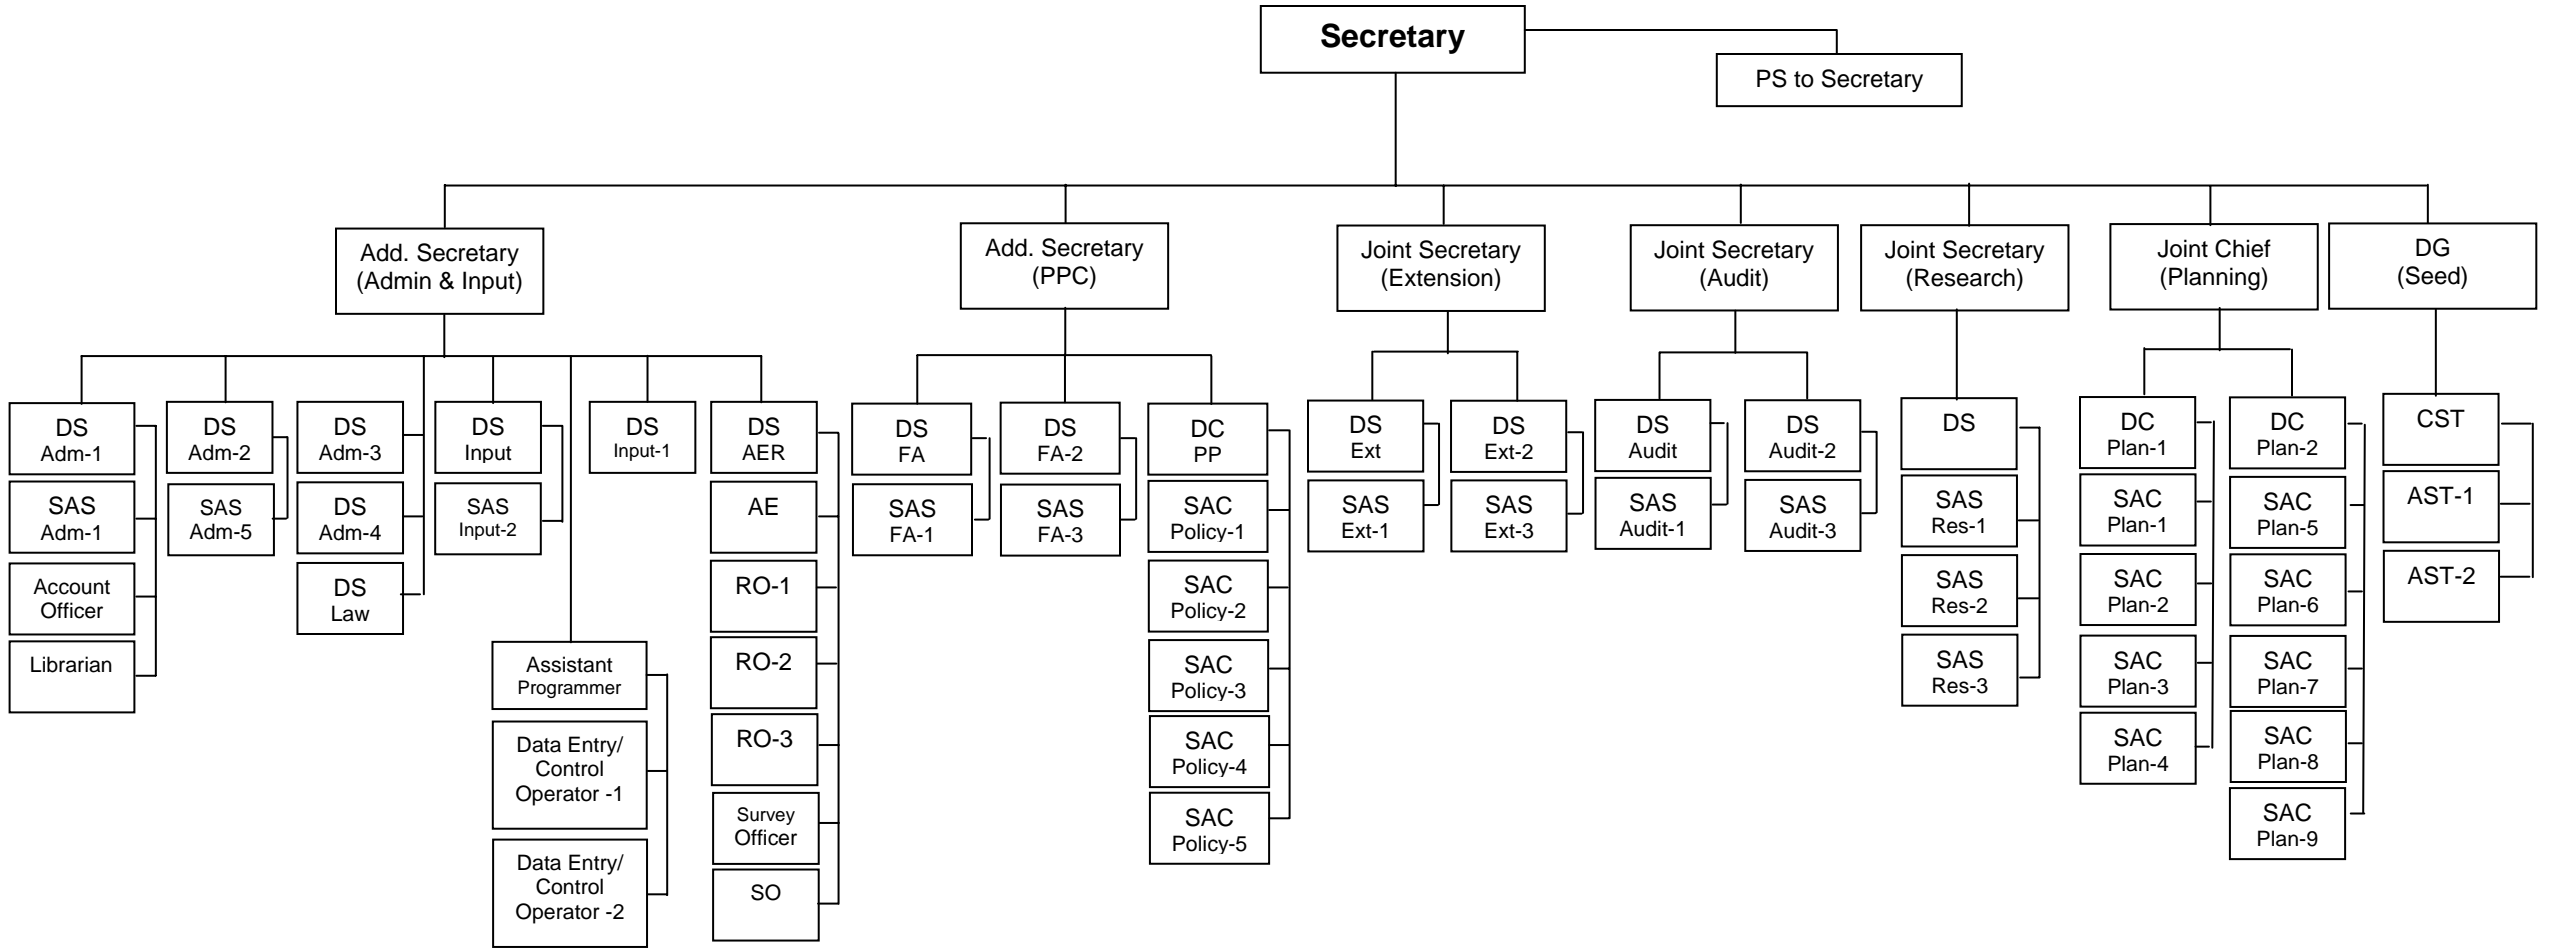 Secretary
PS to Secretary
Add. Secretary
(Admin & Input)
Add. Secretary
(PPC)
Joint Secretary
(Extension)
Joint Secretary
(Audit)
Joint Secretary
(Research)
Joint Chief
(Planning)
DG
(Seed)
DS
Adm-1
SAS
Adm-1
Account
Officer
Librarian
DS
Adm-2
SAS
Adm-5
DS
Adm-3
DS
Adm-4
DS
Law
DS
Input
SAS
Input-2
Assistant
Programmer
Data Entry/
Control
Operator -1
Data Entry/
Control
Operator -2
DS
Input-1
DS
AER
AE
RO-1
RO-2
RO-3
Survey
Officer
SO
DS
FA
SAS
FA-1
DS
FA-2
SAS
FA-3
DC
PP
SAC
Policy-1
SAC
Policy-2
SAC
Policy-3
SAC
Policy-4
SAC
Policy-5
DS
Ext
SAS
Ext-1
DS
Ext-2
SAS
Ext-3
DS
Audit
SAS
Audit-1
DS
Audit-2
SAS
Audit-3
DS
SAS
Res-1
SAS
Res-2
SAS
Res-3
DC
Plan-1
SAC
Plan-1
SAC
Plan-2
SAC
Plan-3
SAC
Plan-4
DC
Plan-2
SAC
Plan-5
SAC
Plan-6
SAC
Plan-7
SAC
Plan-8
SAC
Plan-9
CST
AST-1
AST-2